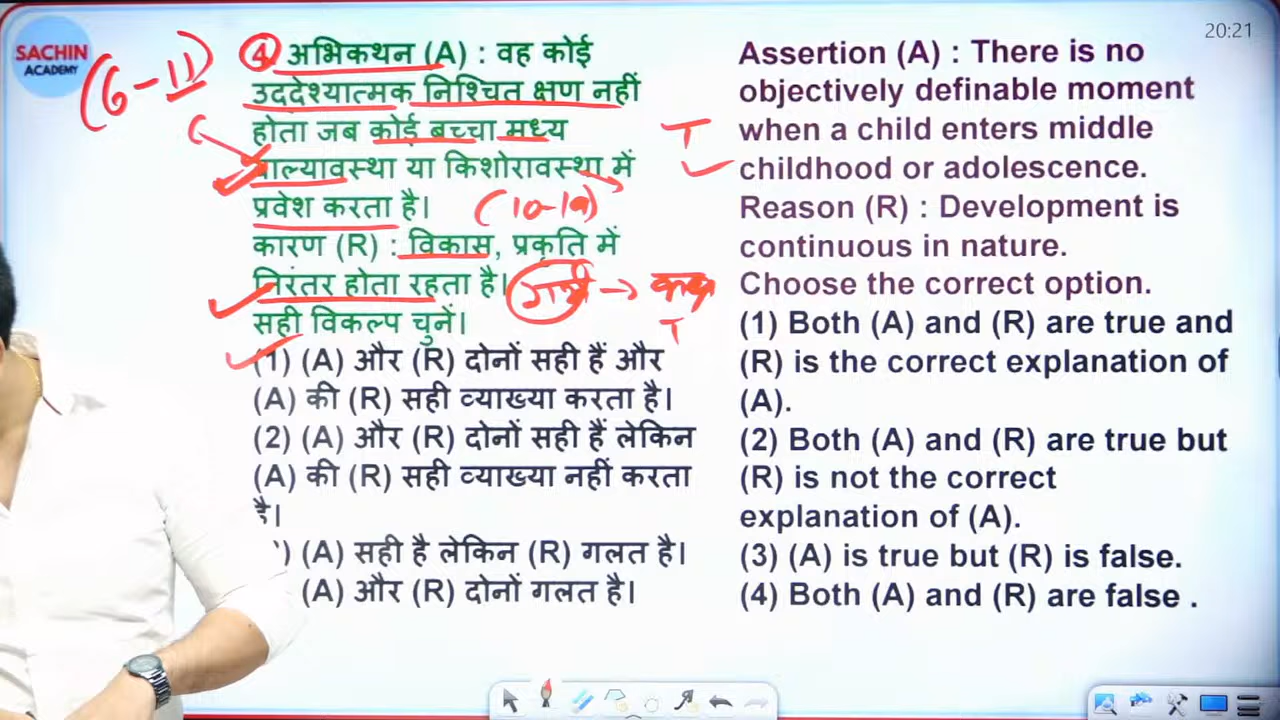 SACHIN
ACADEMY
20:21
(6-11)
④ अभिकथन (A) : वह कोई
उददेश्यात्मक निश्चित क्षण नहीं
होता जब कोई बच्चा मध्य
बाल्यावस्था या किशोरावस्था में
प्रवेश करता है।
(10-19)
कारण (R) : विकास, प्रकृति में
निरंतर होता रहता है।
गर्भ →
सही विकल्प चुनें।
(1) (A) और (R) दोनों सही हैं और
(A) की (R) सही व्याख्या करता है।
(2) (A) और (R) दोनों सही हैं लेकिन
(A) की (R) सही व्याख्या नहीं करता
है।
) (A) सही है लेकिन (R) गलत है।
(A) और (R) दोनों गलत है।
T
T
Assertion (A) : There is no
objectively definable moment
when a child enters middle
childhood or adolescence.
Reason (R) : Development is
continuous in nature.
Choose the correct option.
(1) Both (A) and (R) are true and
(R) is the correct explanation of
(A).
(2) Both (A) and (R) are true but
(R) is not the correct
explanation of (A).
(3) (A) is true but (R) is false.
(4) Both (A) and (R) are false .